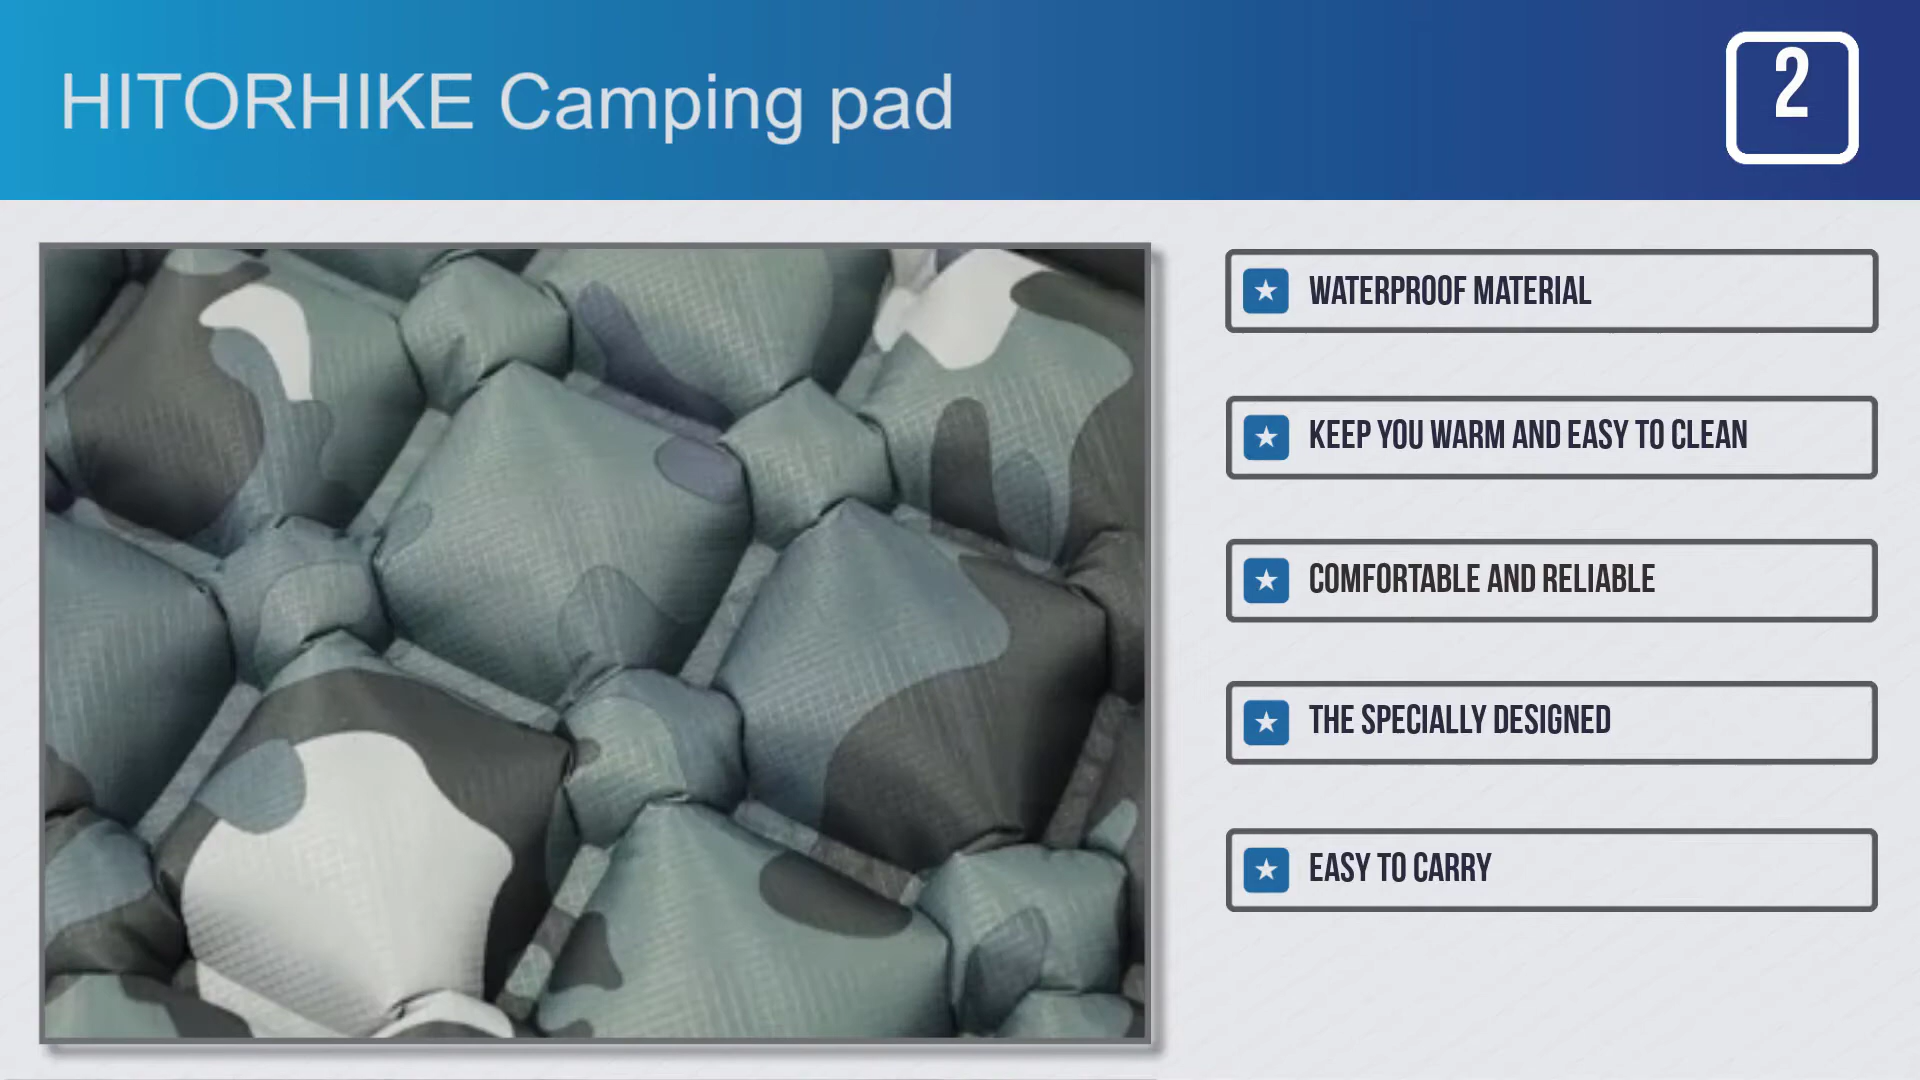 HITORHIKE Camping pad
2
WATERPROOF MATERIAL
KEEP YOU WARM AND EASY TO CLEAN
COMFORTABLE AND RELIABLE
THE SPECIALLY DESIGNED
EASY TO CARRY